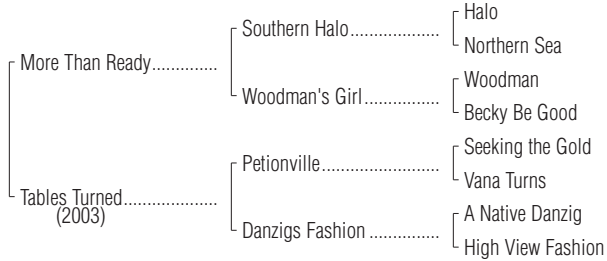 Halo
Southern Halo..................
Northern Sea
More Than Ready.............
Woodman
Woodman's Girl...............
Becky Be Good
Seeking the Gold
Petionville.......................
Vana Turns
Tables Turned..................
(2003)
A Native Danzig
Danzigs Fashion ..............
High View Fashion